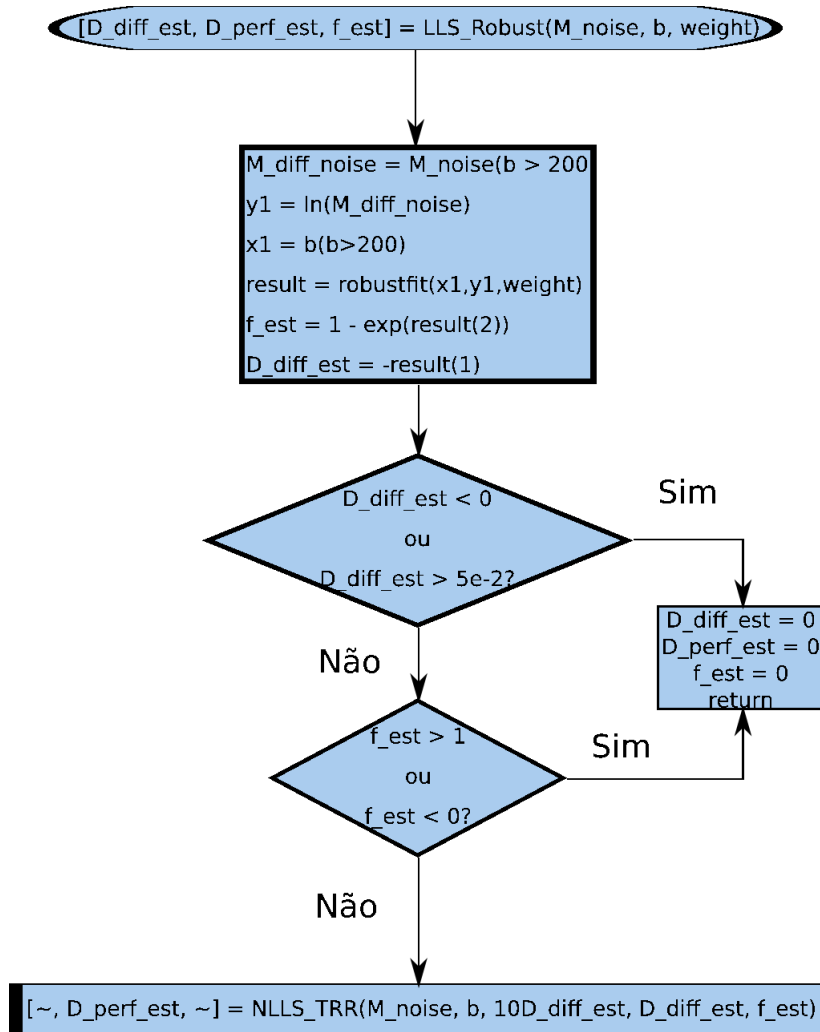 [D_diff_est, D_perf_est, f_est] = LLS_Robust(M_noise, b, weight)
M_diff_noise = M_noise(b > 200
y1 = ln(M_diff_noise)
x1 = b(b>200)
result = robustfit(x1,y1,weight)
f_est = 1 - exp(result(2))
D_diff_est = -result(1)
D_diff_est < 0
ou
D_diff_est > 5e-2?
Sim
D_diff_est = 0
D_perf_est = 0
f_est = 0
return
Não
f_est > 1
ou
f_est < 0?
Sim
Não
[~, D_perf_est, ~] = NLLS_TRR(M_noise, b, 10D_diff_est, D_diff_est, f_est)